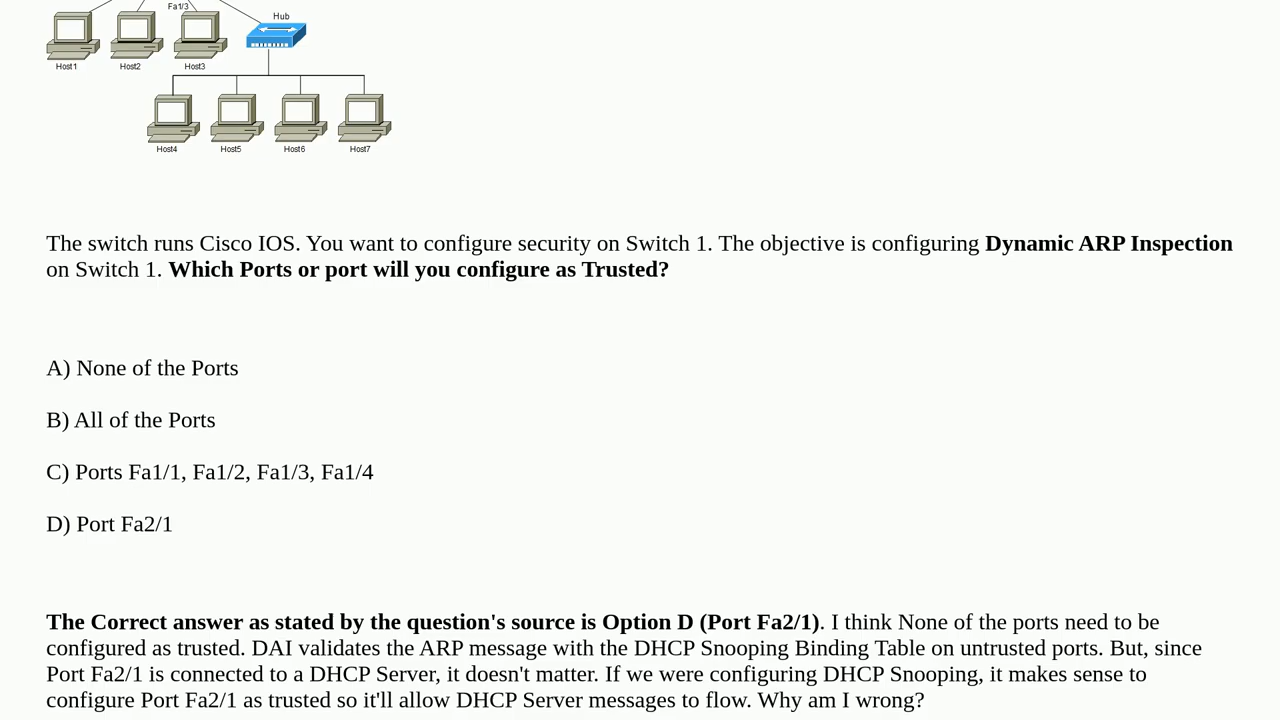 Fa1/3
Hub
Host1 Host2 Host3
Host4 Host5 Host6 Host7
The switch runs Cisco IOS. You want to configure security on Switch 1. The objective is configuring Dynamic ARP Inspection
on Switch 1. Which Ports or port will you configure as Trusted?
A) None of the Ports
B) All of the Ports
C) Ports Fa1/1, Fa1/2, Fa1/3, Fa1/4
D) Port Fa2/1
The Correct answer as stated by the question's source is Option D (Port Fa2/1). I think None of the ports need to be
configured as trusted. DAI validates the ARP message with the DHCP Snooping Binding Table on untrusted ports. But, since
Port Fa2/1 is connected to a DHCP Server, it doesn't matter. If we were configuring DHCP Snooping, it makes sense to
configure Port Fa2/1 as trusted so it'll allow DHCP Server messages to flow. Why am I wrong?